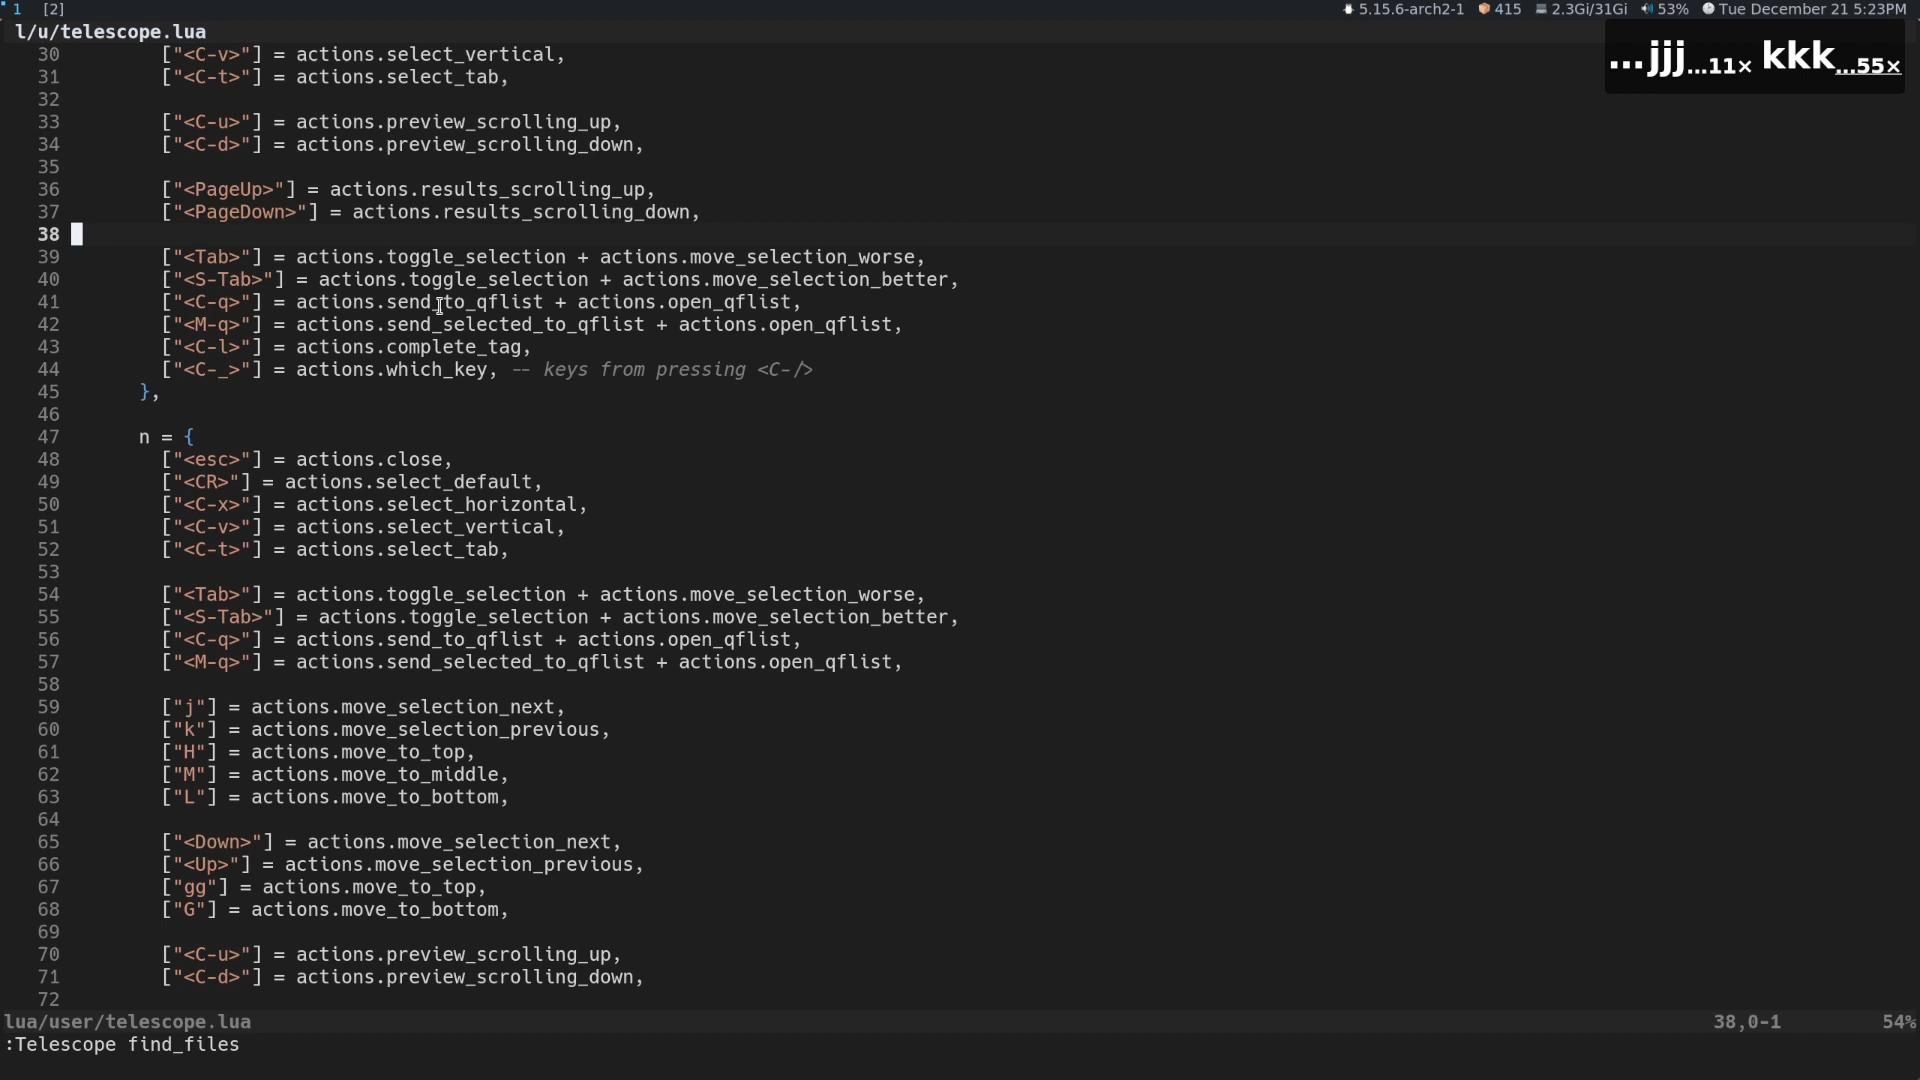 1 [2] 5.15.6-arch2-1 415 2.3Gi/31Gi 53% Tue December 21 5:23PM
l/u/telescope.lua
...jjj...11× kkk...55×
30 ["<C-v>"] = actions.select_vertical,
31 ["<C-t>"] = actions.select_tab,
32
33 ["<C-u>"] = actions.preview_scrolling_up,
34 ["<C-d>"] = actions.preview_scrolling_down,
35
36 ["<PageUp>"] = actions.results_scrolling_up,
37 ["<PageDown>"] = actions.results_scrolling_down,
38
39 ["<Tab>"] = actions.toggle_selection + actions.move_selection_worse,
40 ["<S-Tab>"] = actions.toggle_selection + actions.move_selection_better,
41 ["<C-q>"] = actions.send_to_qflist + actions.open_qflist,
42 ["<M-q>"] = actions.send_selected_to_qflist + actions.open_qflist,
43 ["<C-l>"] = actions.complete_tag,
44 ["<C-_>"] = actions.which_key, -- keys from pressing <C-/>
45 },
46
47 n = {
48 ["<esc>"] = actions.close,
49 ["<CR>"] = actions.select_default,
50 ["<C-x>"] = actions.select_horizontal,
51 ["<C-v>"] = actions.select_vertical,
52 ["<C-t>"] = actions.select_tab,
53
54 ["<Tab>"] = actions.toggle_selection + actions.move_selection_worse,
55 ["<S-Tab>"] = actions.toggle_selection + actions.move_selection_better,
56 ["<C-q>"] = actions.send_to_qflist + actions.open_qflist,
57 ["<M-q>"] = actions.send_selected_to_qflist + actions.open_qflist,
58
59 ["j"] = actions.move_selection_next,
60 ["k"] = actions.move_selection_previous,
61 ["H"] = actions.move_to_top,
62 ["M"] = actions.move_to_middle,
63 ["L"] = actions.move_to_bottom,
64
65 ["<Down>"] = actions.move_selection_next,
66 ["<Up>"] = actions.move_selection_previous,
67 ["gg"] = actions.move_to_top,
68 ["G"] = actions.move_to_bottom,
69
70 ["<C-u>"] = actions.preview_scrolling_up,
71 ["<C-d>"] = actions.preview_scrolling_down,
72
lua/user/telescope.lua 38,0-1 54%
:Telescope find_files